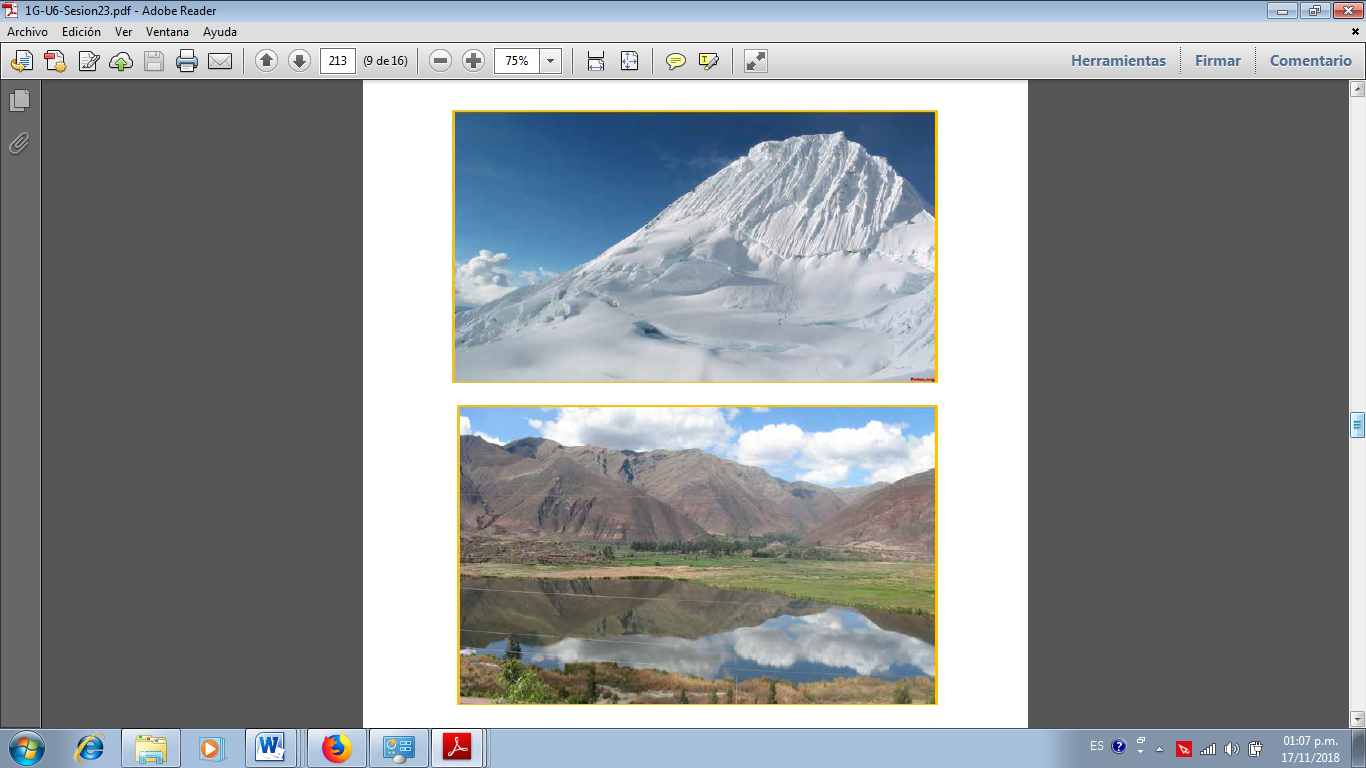 1G-U6-Sesion23.pdf - Adobe Reader
Archivo Edición Ver Ventana Ayuda
213 (9 de 16) 75% Herramientas Firmar Comentario
ES 01:07 p.m.
17/11/2018